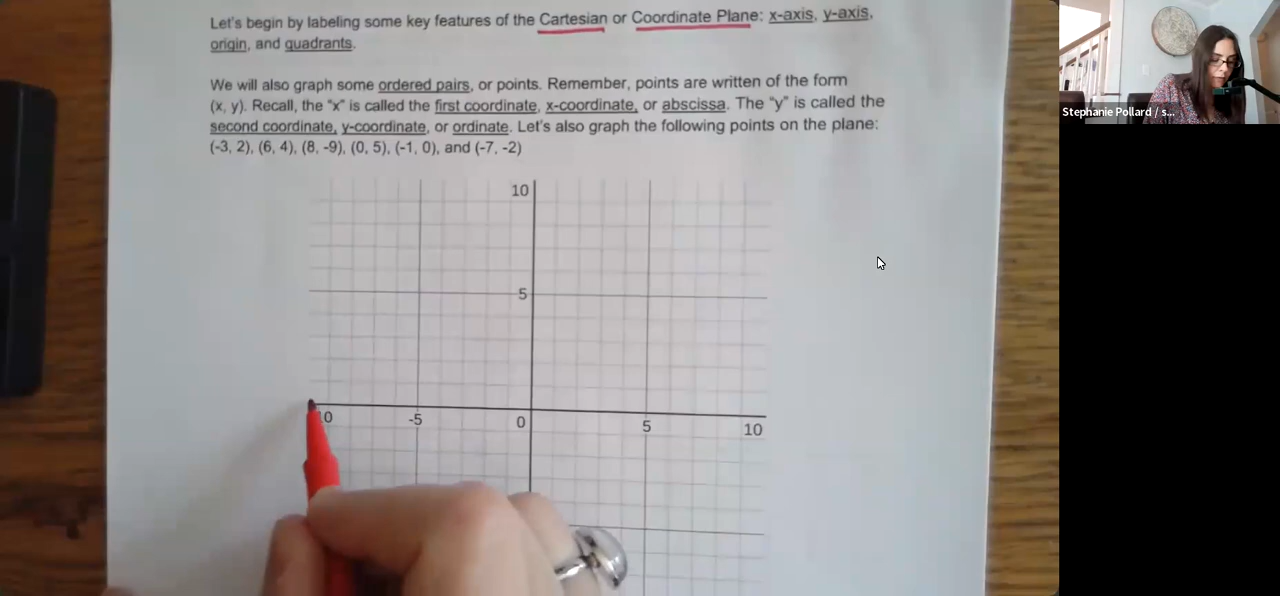 Let's begin by labeling some key features of the Cartesian or Coordinate Plane: x-axis, y-axis,
origin, and quadrants.
We will also graph some ordered pairs, or points. Remember, points are written of the form
(x, y). Recall, the "x" is called the first coordinate, x-coordinate, or abscissa. The "y" is called the
second coordinate, y-coordinate, or ordinate. Let's also graph the following points on the plane:
(-3, 2), (6, 4), (8, -9), (0, 5), (-1, 0), and (-7, -2)
10
5
0 -5 0 5 10
Stephanie Pollard / s...